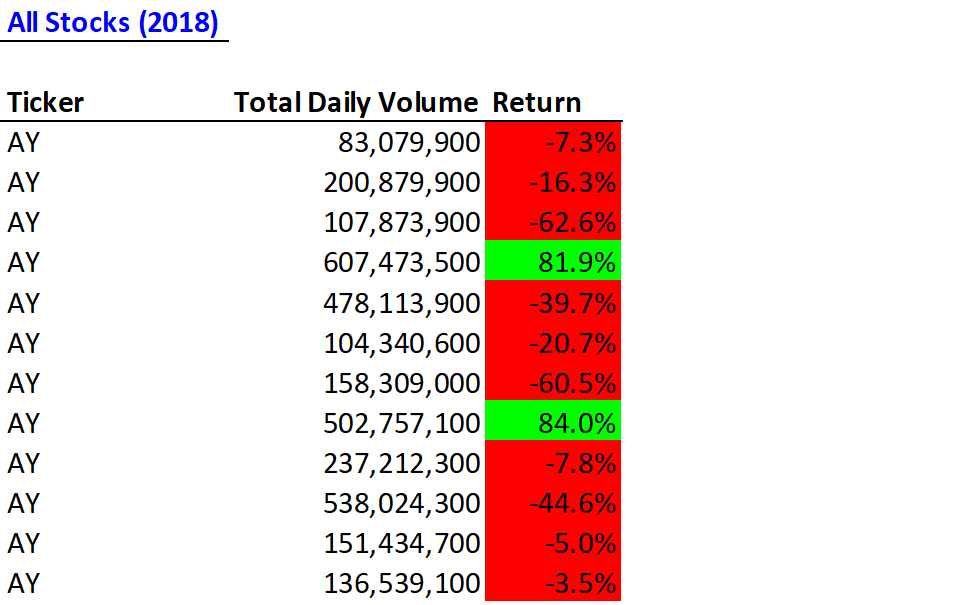 All Stocks (2018)
Ticker Total Daily Volume Return
AY 83,079,900 -7.3%
AY 200,879,900 -16.3%
AY 107,873,900 -62.6%
AY 607,473,500 81.9%
AY 478,113,900 -39.7%
AY 104,340,600 -20.7%
AY 158,309,000 -60.5%
AY 502,757,100 84.0%
AY 237,212,300 -7.8%
AY 538,024,300 -44.6%
AY 151,434,700 -5.0%
AY 136,539,100 -3.5%